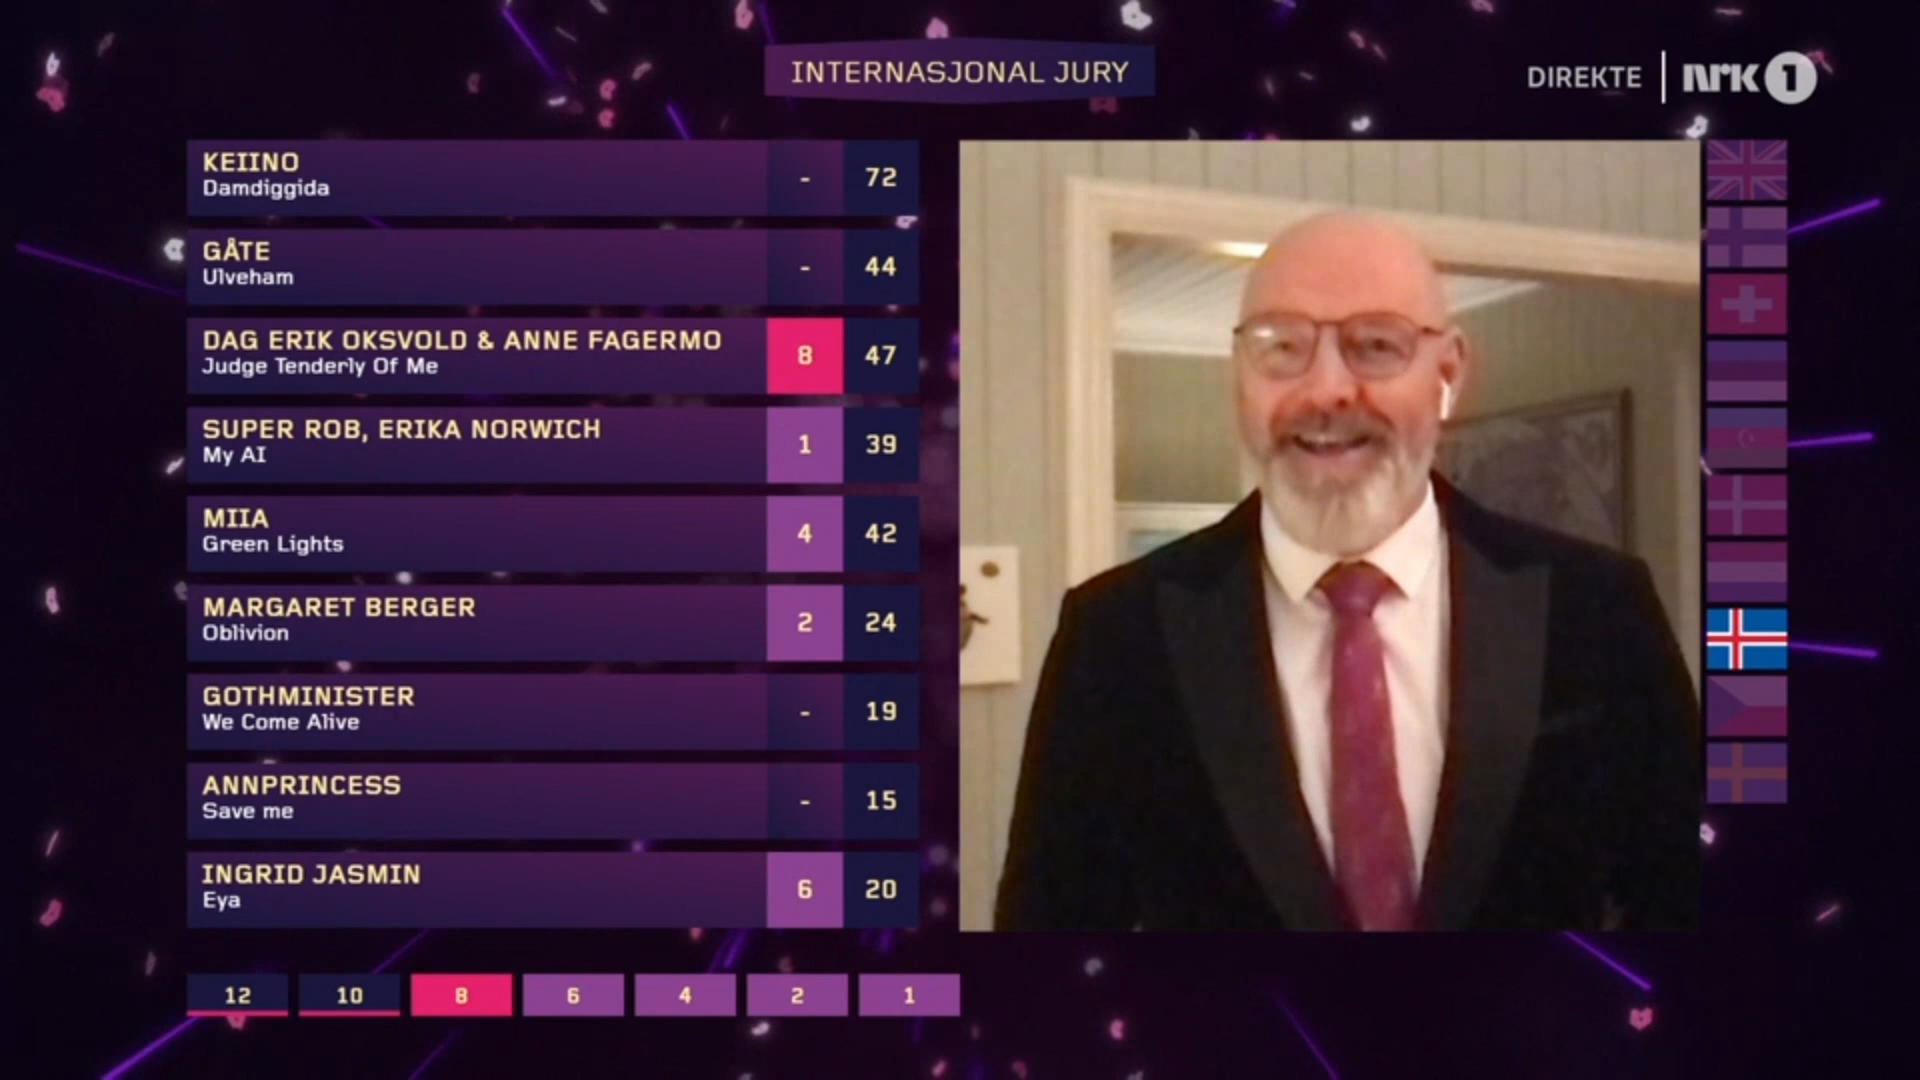 INTERNASJONAL JURY
DIREKTE nrk 1
KEIINO - 72
Damdiggida
GÅTE - 44
Ulveham
DAG ERIK OKSVOLD & ANNE FAGERMO 8 47
Judge Tenderly Of Me
SUPER ROB, ERIKA NORWICH 1 39
My AI
MIIA 4 42
Green Lights
MARGARET BERGER 2 24
Oblivion
GOTHMINISTER - 19
We Come Alive
ANNPRINCESS - 15
Save me
INGRID JASMIN 6 20
Eya
12 10 8 6 4 2 1